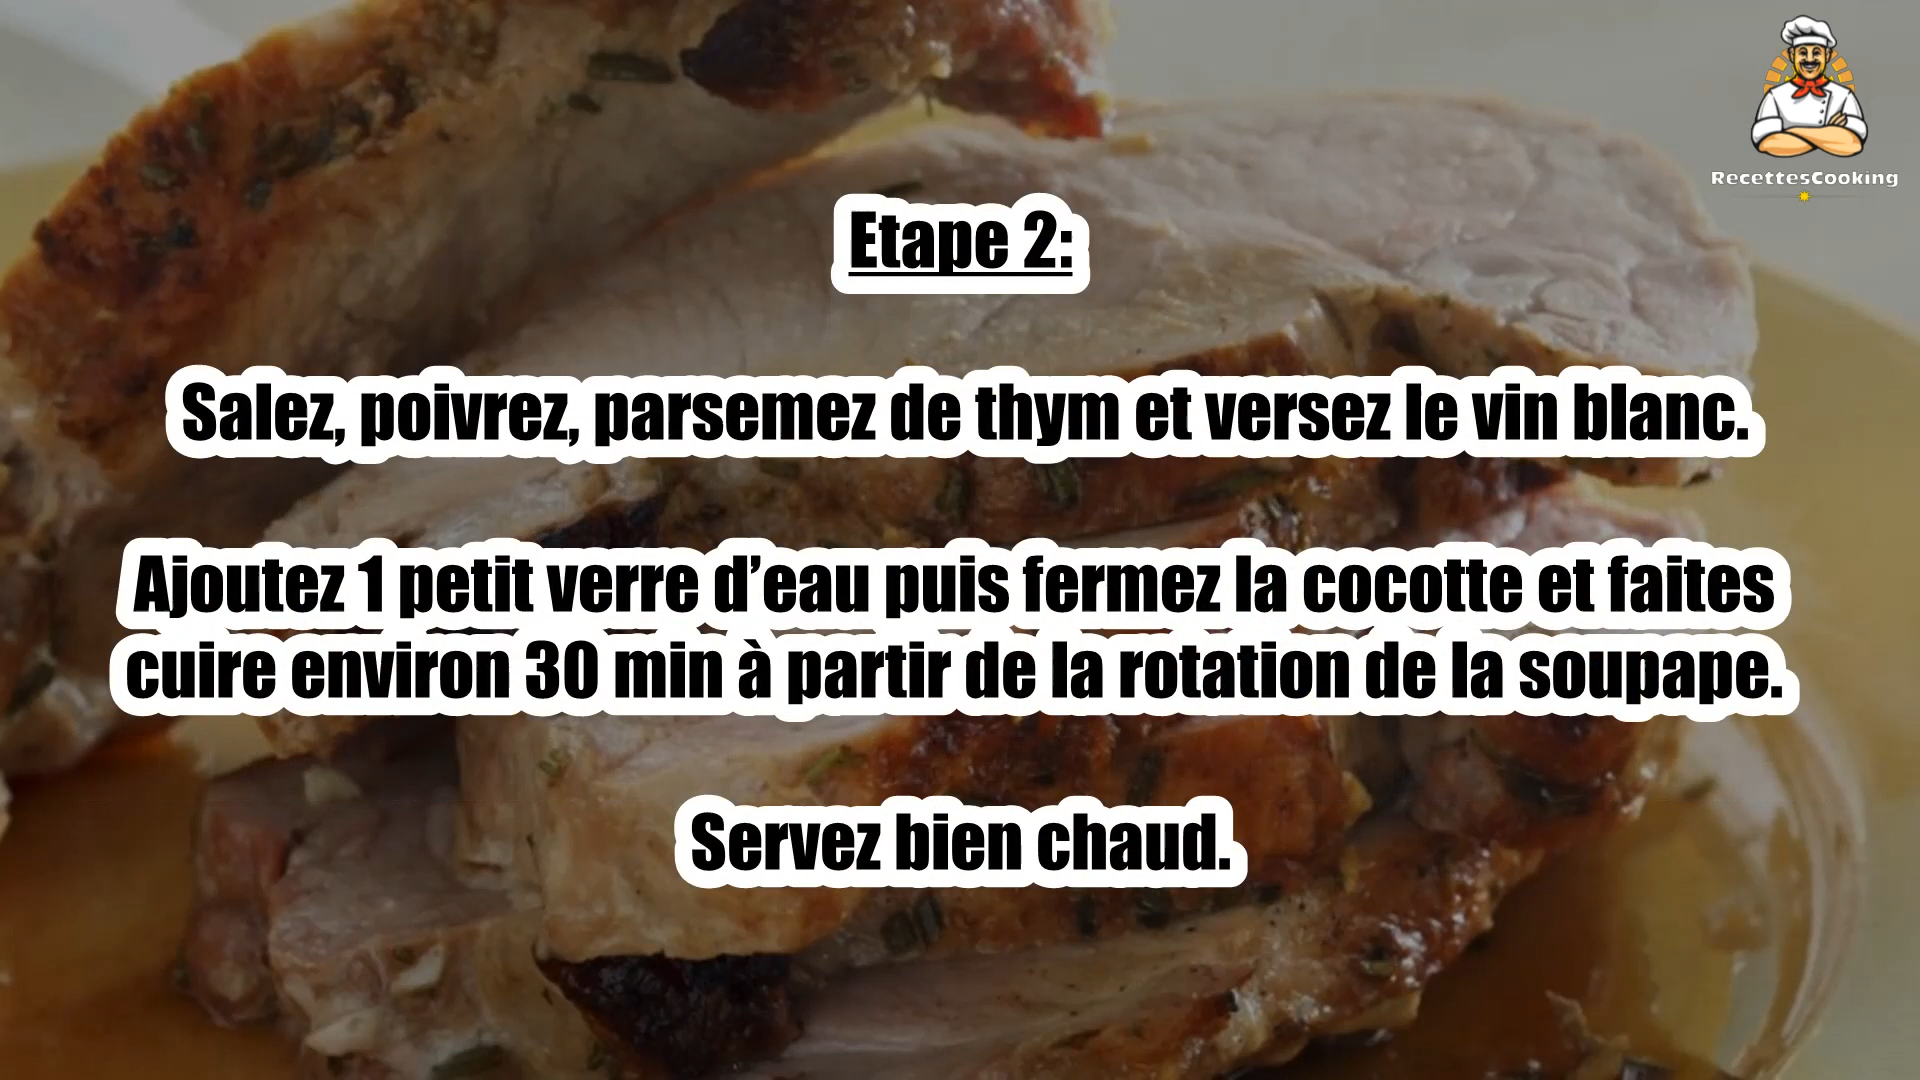 RecettesCooking
Etape 2:
Salez, poivrez, parsemez de thym et versez le vin blanc.
Ajoutez 1 petit verre d’eau puis fermez la cocotte et faites
cuire environ 30 min à partir de la rotation de la soupape.
Servez bien chaud.